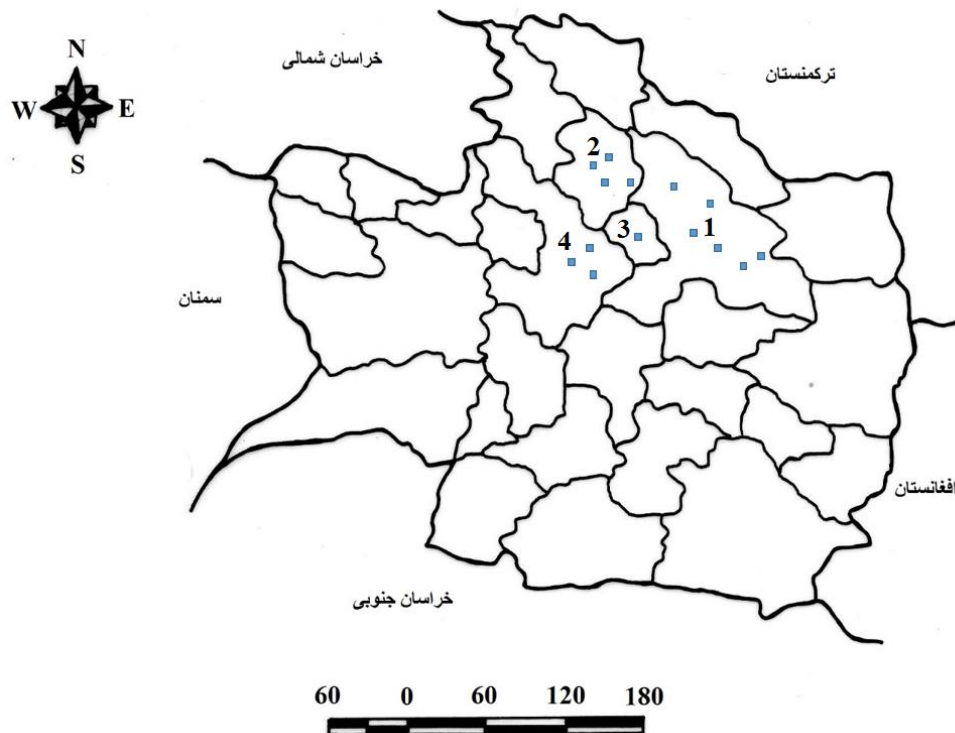 خراسان شمالی
ترکمنستان
N
W E
S
2
3
1
4
سمنان
افغانستان
خراسان جنوبی
60 0 60 120 180